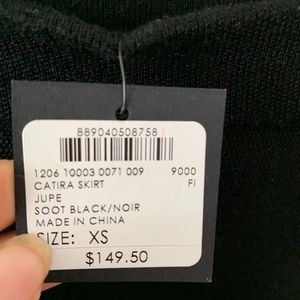 889040508758
1206 10003 0071 009 9000
CATIRA SKIRT FI
JUPE
SOOT BLACK/NOIR
MADE IN CHINA
SIZE: XS
$149.50